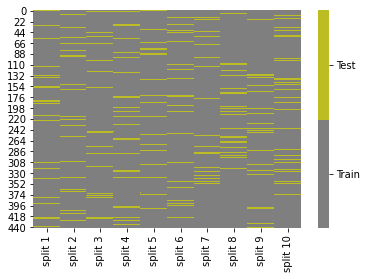 0
22
44
66
88
110
132
154
176
198
220
242
264
286
308
330
352
374
396
418
440
split 1
split 2
split 3
split 4
split 5
split 6
split 7
split 8
split 9
split 10
Test
Train